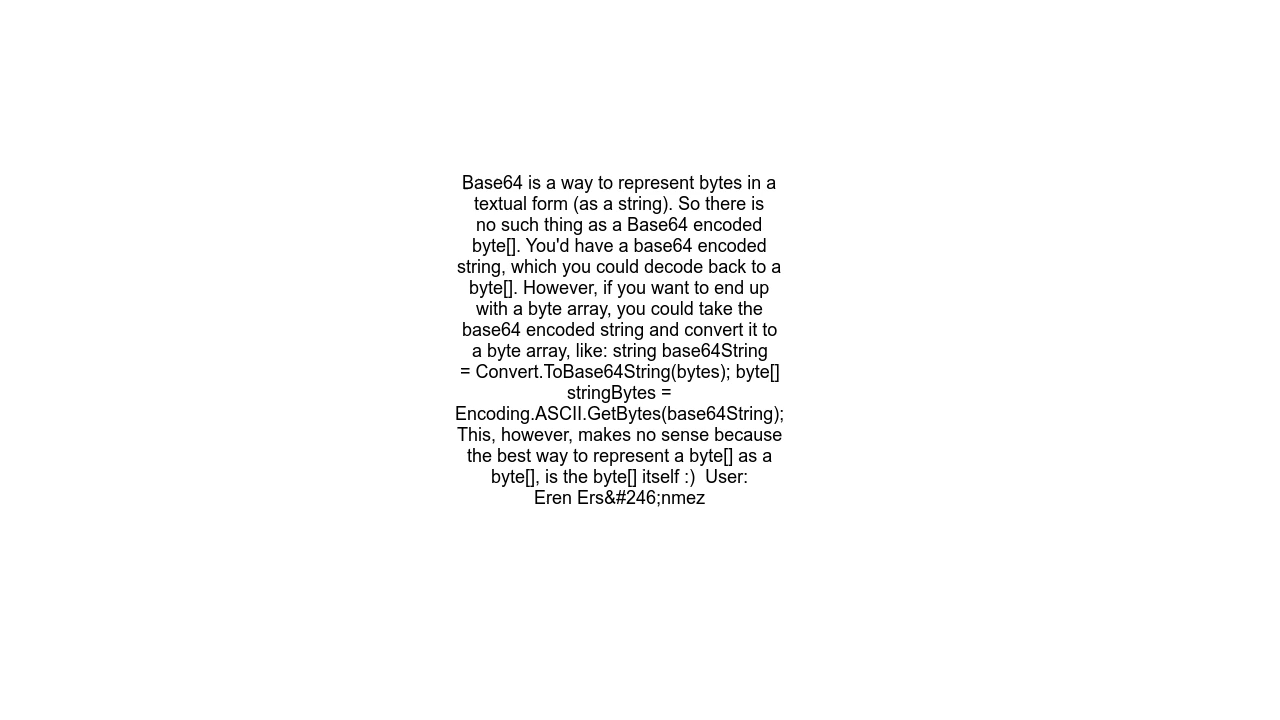 Base64 is a way to represent bytes in a
textual form (as a string). So there is
no such thing as a Base64 encoded
byte[]. You'd have a base64 encoded
string, which you could decode back to a
byte[]. However, if you want to end up
with a byte array, you could take the
base64 encoded string and convert it to
a byte array, like: string base64String
= Convert.ToBase64String(bytes); byte[]
stringBytes =
Encoding.ASCII.GetBytes(base64String);
This, however, makes no sense because
the best way to represent a byte[] as a
byte[], is the byte[] itself :)  User:
Eren Ers&#246;nmez